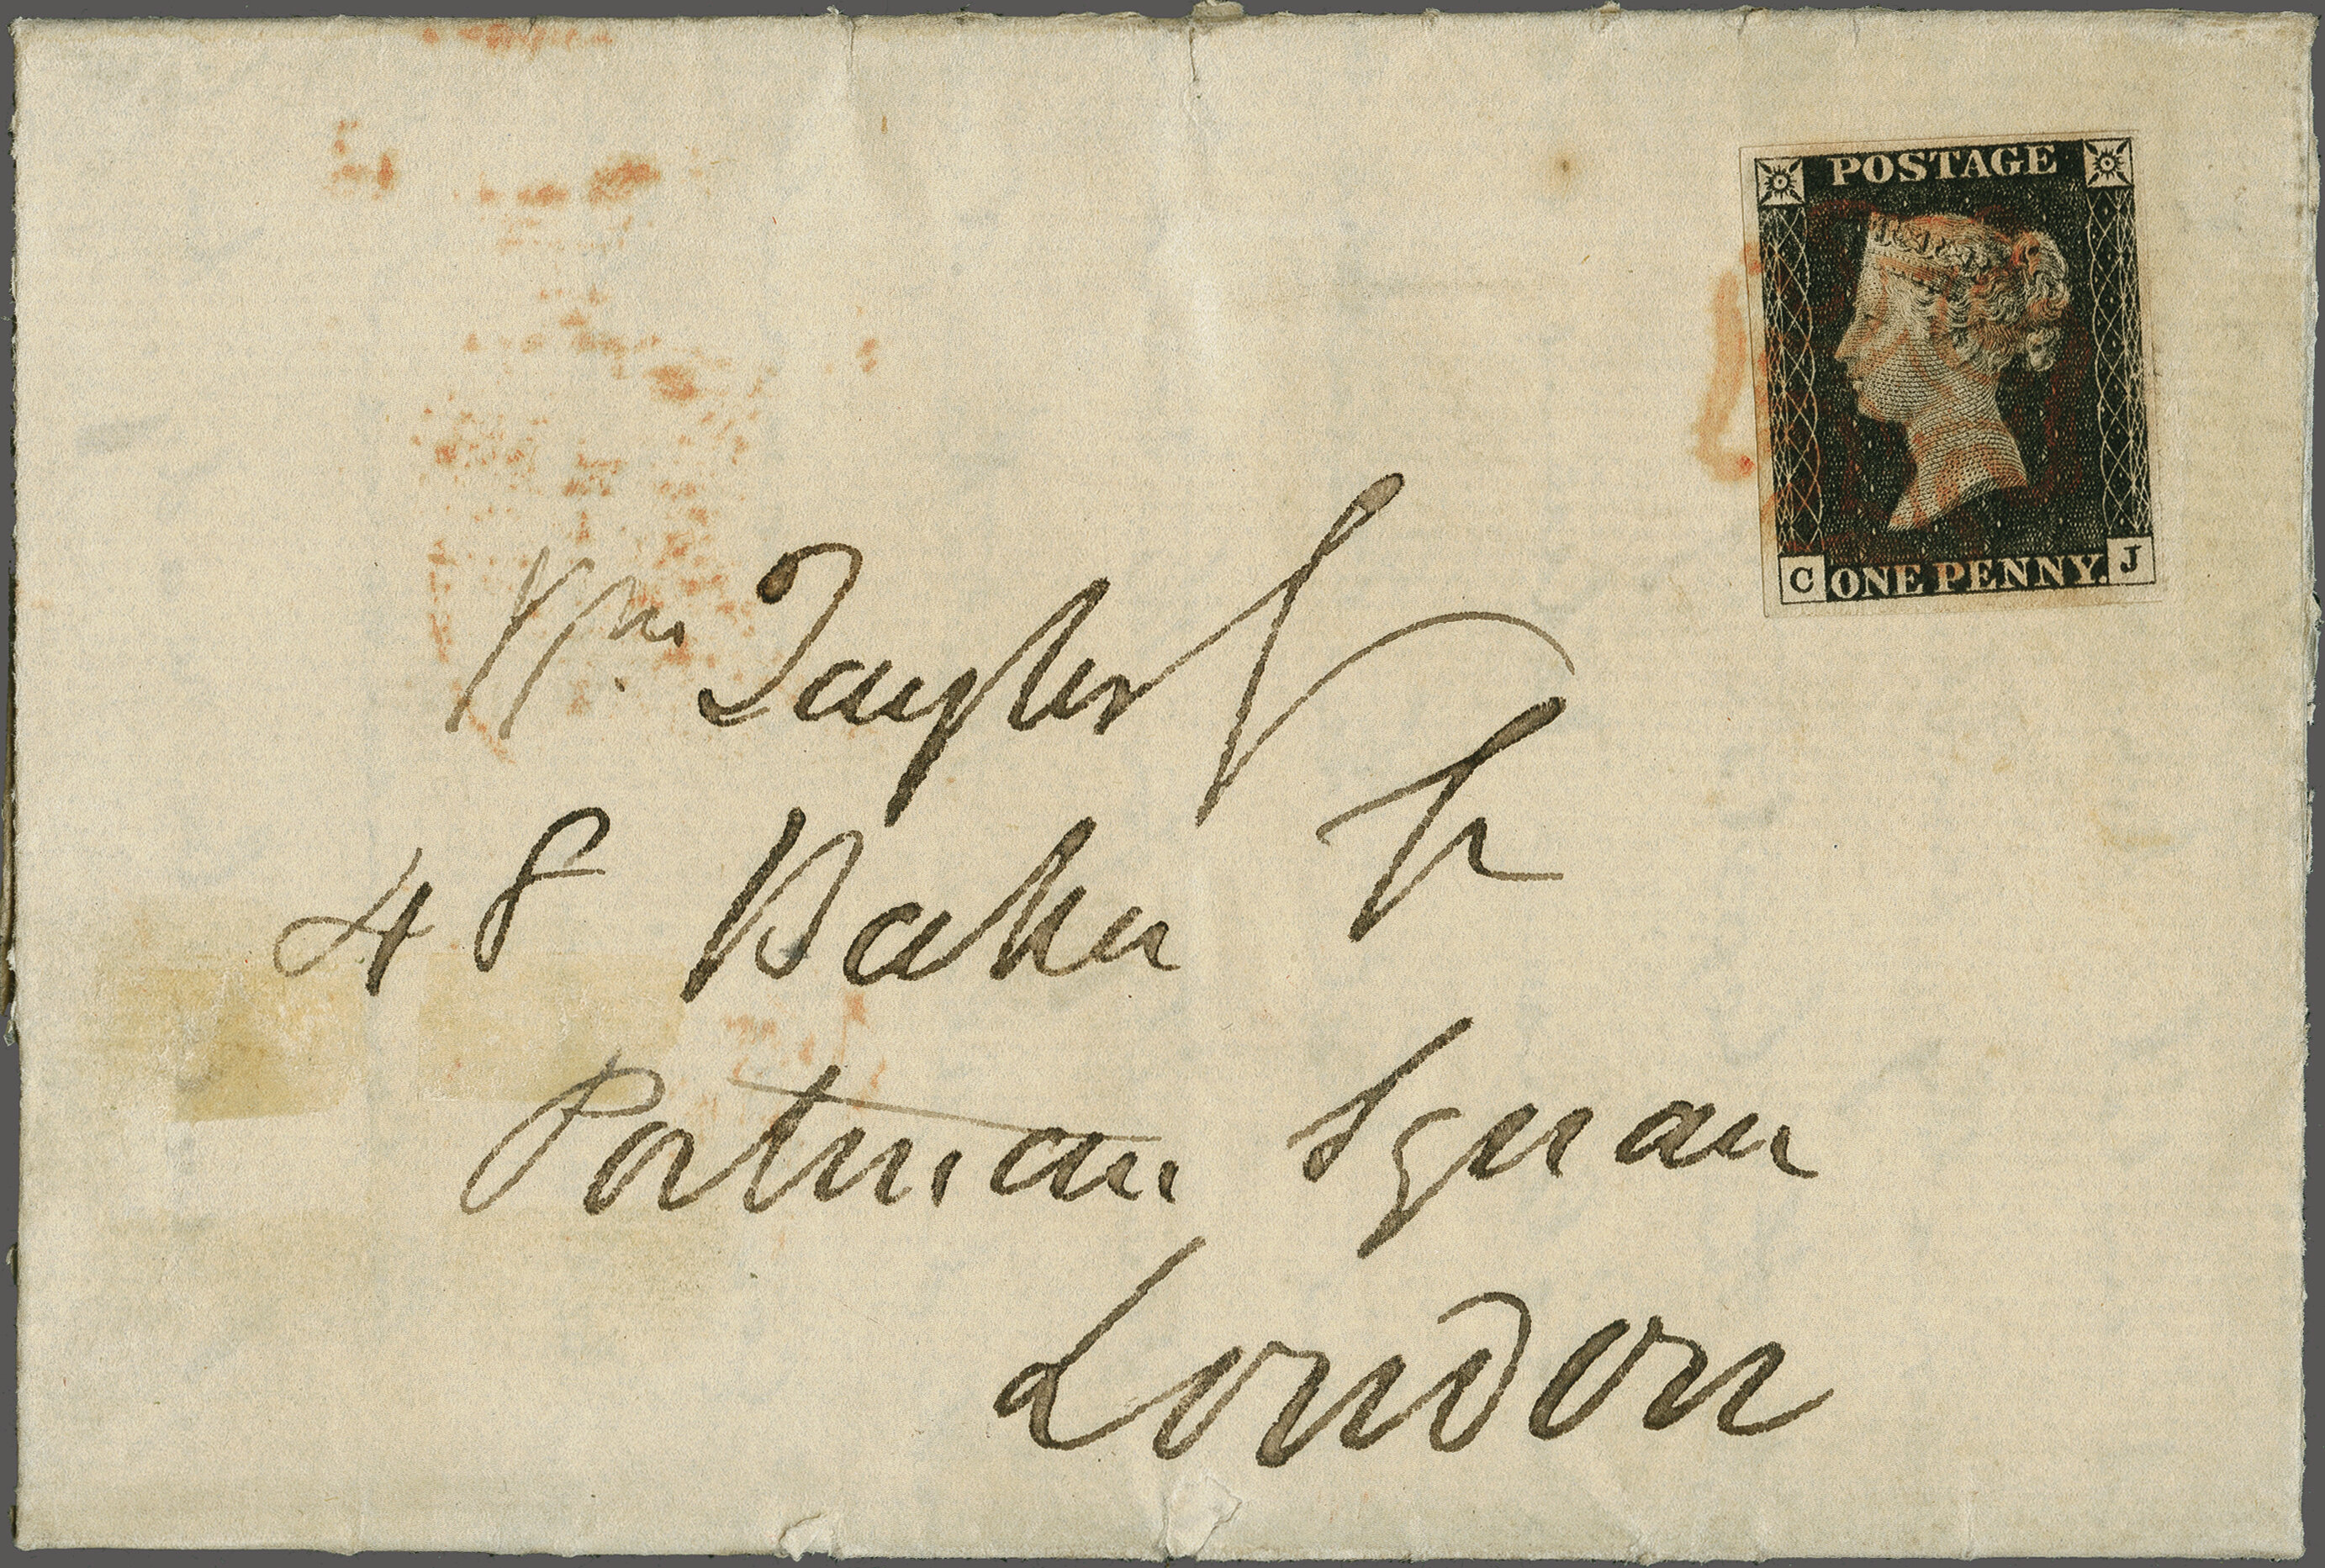 POSTAGE
C ONE PENNY. J
Wm Taylor
48 Baker St
Portman Square
London